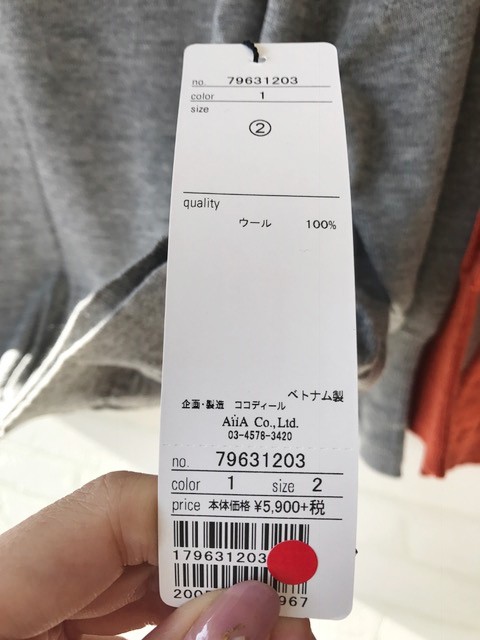 no. 79631203
color 1
size
②
quality
ウール 100%
ベトナム製
企画・製造 ココディール
AïiA Co.,Ltd.
03-4578-3420
no. 79631203
color 1 size 2
price 本体価格 ¥5,900+税
179631203
967